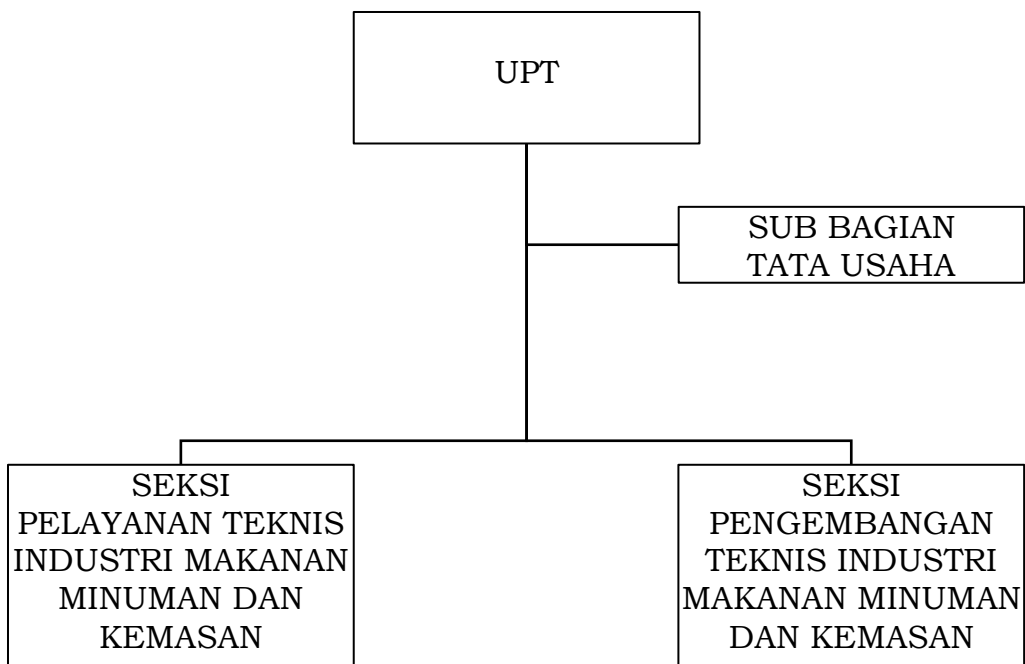 UPT
SUB BAGIAN
TATA USAHA
SEKSI
PELAYANAN TEKNIS
INDUSTRI MAKANAN
MINUMAN DAN
KEMASAN
SEKSI
PENGEMBANGAN
TEKNIS INDUSTRI
MAKANAN MINUMAN
DAN KEMASAN